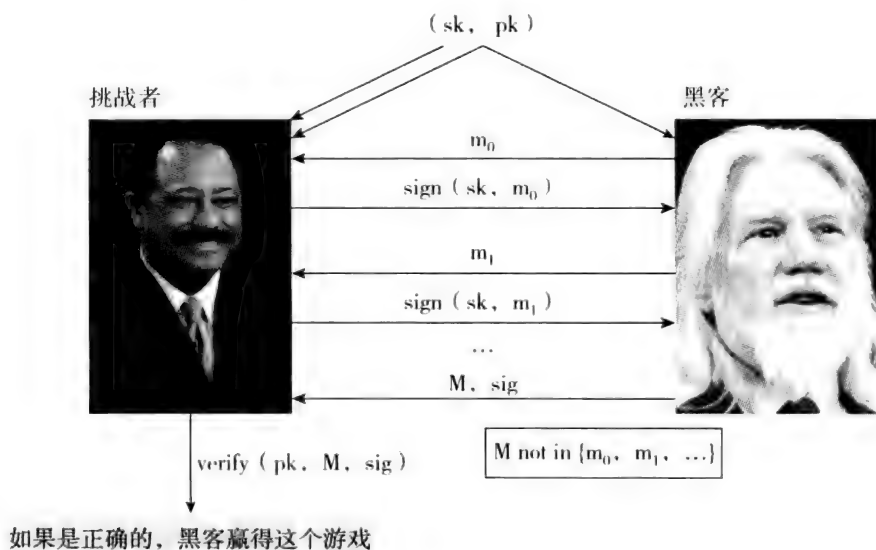 (sk, pk)
挑战者
黑客
m₀
sign (sk, m₀)
m₁
sign (sk, m₁)
…
M, sig
verify (pk, M, sig)
M not in {m₀, m₁, …}
如果是正确的，黑客赢得这个游戏